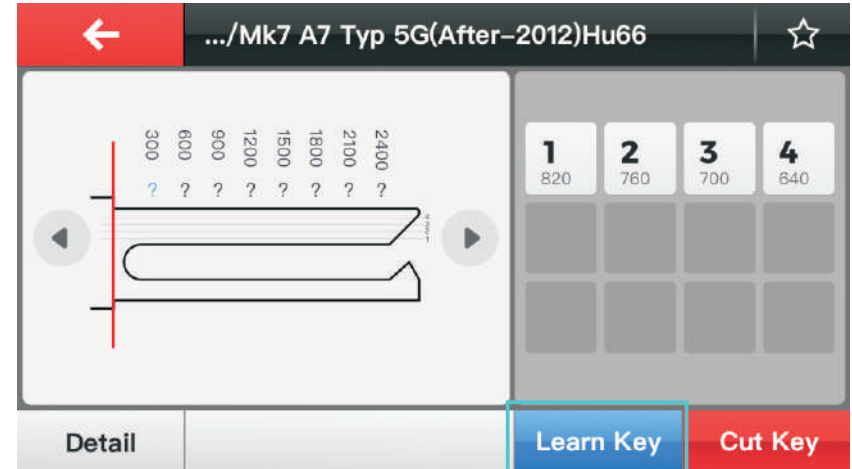 .../Mk7 A7 Typ 5G(After-2012)Hu66
300 600 900 1200 1500 1800 2100 2400
? ? ? ? ? ? ? ?
1 2 3 4
820 760 700 640
Detail
Learn Key
Cut Key